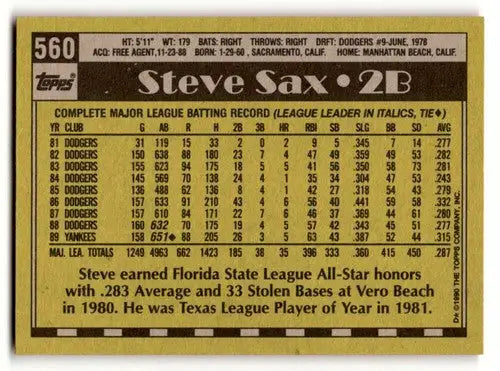 560
HT: 5'11" WT: 179 BATS: RIGHT THROWS: RIGHT DRFT: DODGERS #9-JUNE, 1978
ACQ: FREE AGENT, 11-23-88 BORN: 1-29-60, SACRAMENTO, CALIF. HOME: MANHATTAN BEACH, CALIF.
Topps
Steve Sax • 2B
COMPLETE MAJOR LEAGUE BATTING RECORD (LEAGUE LEADER IN ITALICS, TIE♦)
YR CLUB G AB R H 2B 3B HR RBI SB SLG BB SO AVG
81 DODGERS 31 119 15 33 2 0 2 9 5 .345 7 14 .277
82 DODGERS 150 638 88 180 23 7 4 47 49 .359 49 53 .282
83 DODGERS 155 623 94 175 18 5 5 41 56 .350 58 73 .281
84 DODGERS 145 569 70 138 24 4 1 35 34 .304 47 53 .243
85 DODGERS 136 488 62 136 8 4 1 42 27 .318 54 43 .279
86 DODGERS 157 633 91 210 43 4 6 56 40 .441 59 58 .332
87 DODGERS 157 610 84 171 22 7 6 46 37 .369 44 61 .280
88 DODGERS 160 632 70 175 19 4 5 57 42 .343 45 51 .277
89 YANKEES 158 651♦ 88 205 26 3 5 63 43 .387 52 44 .315
MAJ. LEA. TOTALS 1249 4963 662 1423 185 38 35 396 333 .360 415 450 .287
Steve earned Florida State League All-Star honors
with .283 Average and 33 Stolen Bases at Vero Beach
in 1980. He was Texas League Player of Year in 1981.
D* © 1990 THE TOPPS COMPANY, INC.